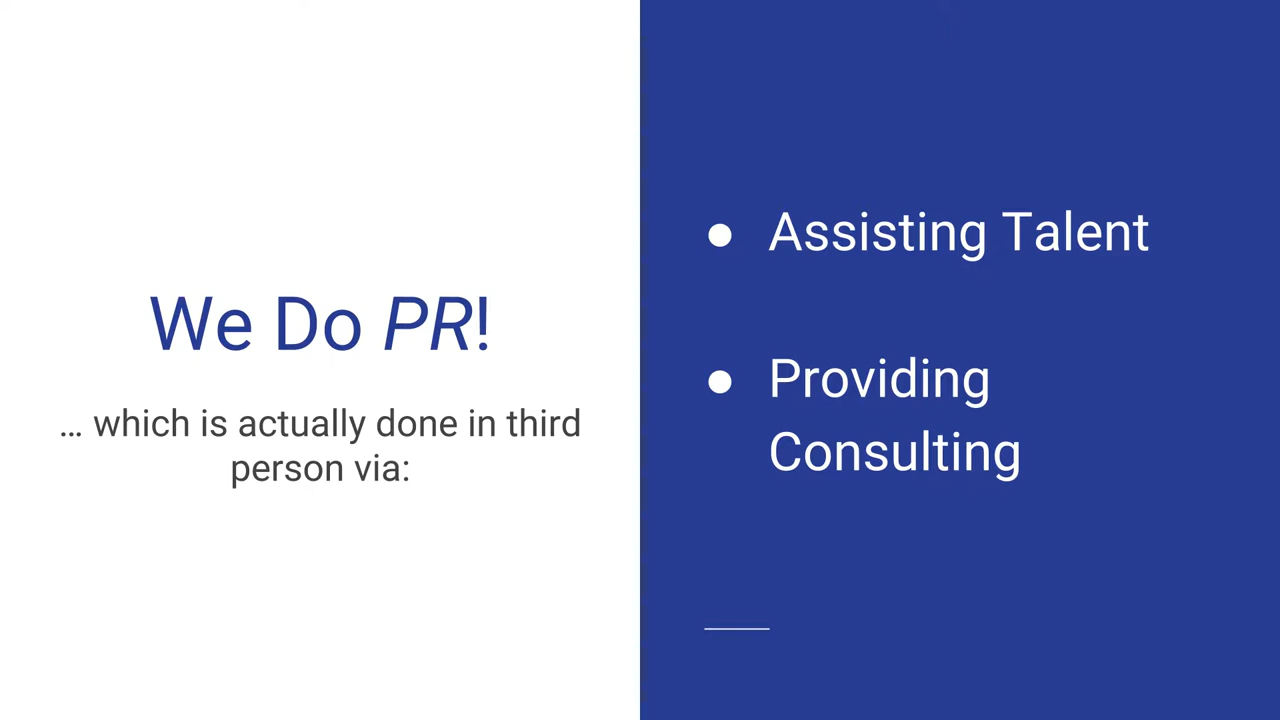 We Do PR!
… which is actually done in third
person via:
● Assisting Talent
● Providing
Consulting